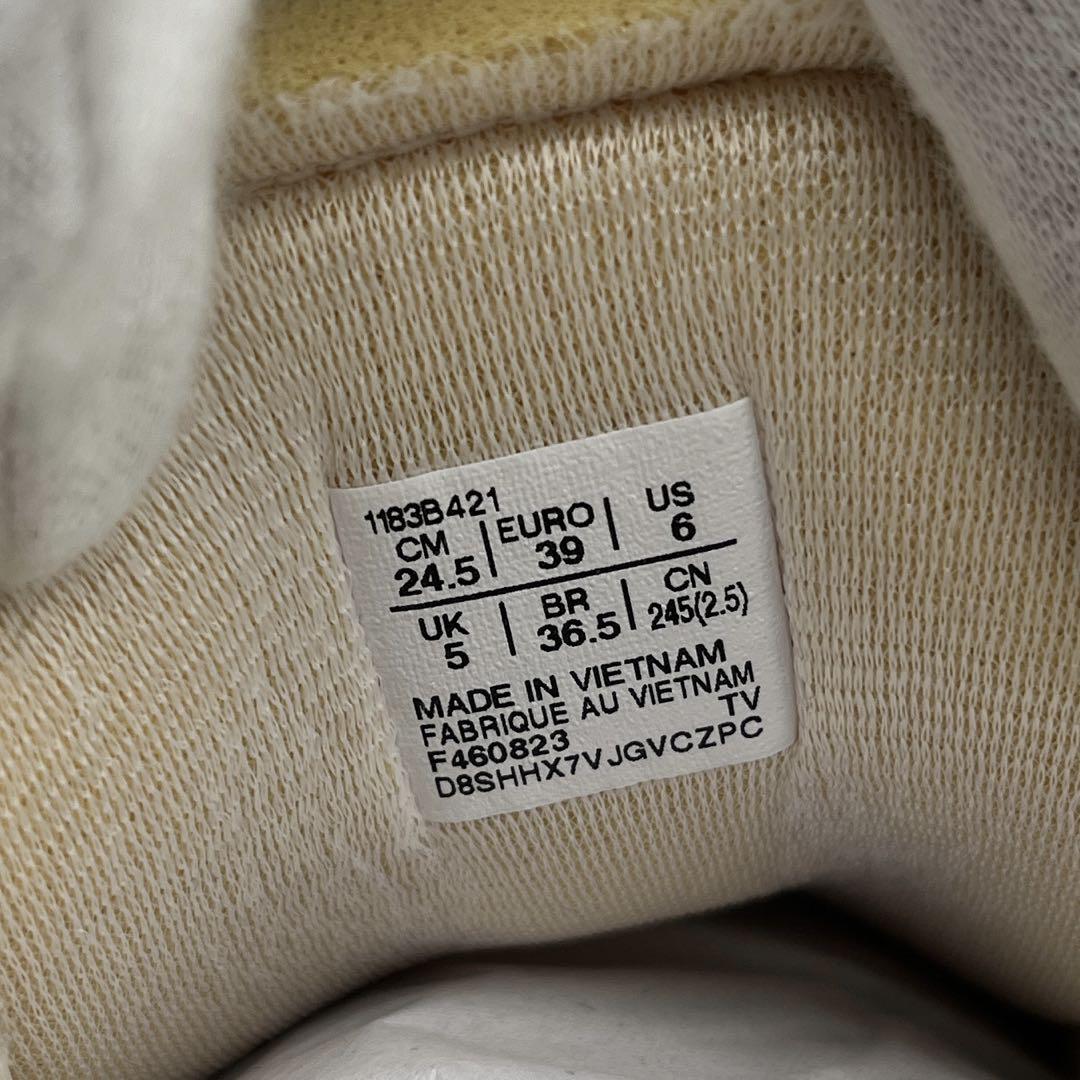 1183B421
CM | EURO | US
24.5 39 6
UK | BR | CN
5 36.5 245(2.5)
MADE IN VIETNAM
FABRIQUE AU VIETNAM
F460823 TV
D8SHHX7VJGVCZPC